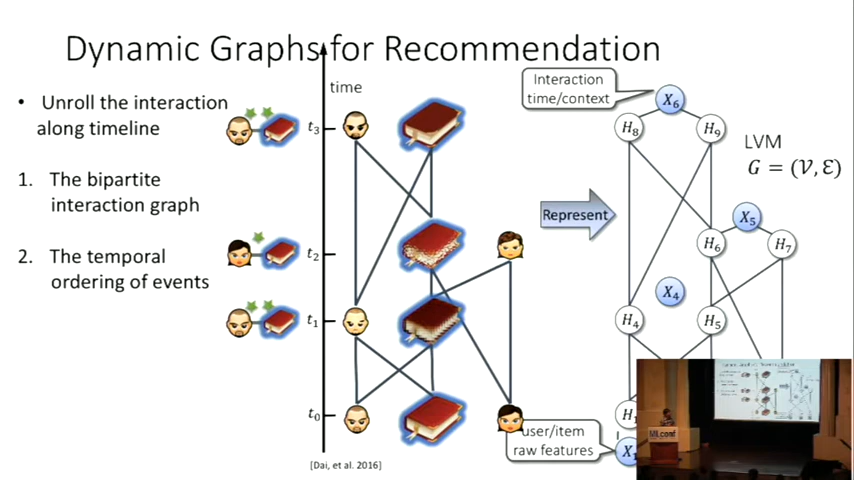 Dynamic Graphs for Recommendation
• Unroll the interaction
along timeline
1. The bipartite
interaction graph
2. The temporal
ordering of events
time
t₃
t₂
t₁
t₀
[Dai, et al. 2016]
Represent
Interaction
time/context
X₆
H₈
H₉
LVM
G = (𝒱, ℰ)
X₅
H₆
H₇
X₄
H₄
H₅
user/item
raw features
MLconf